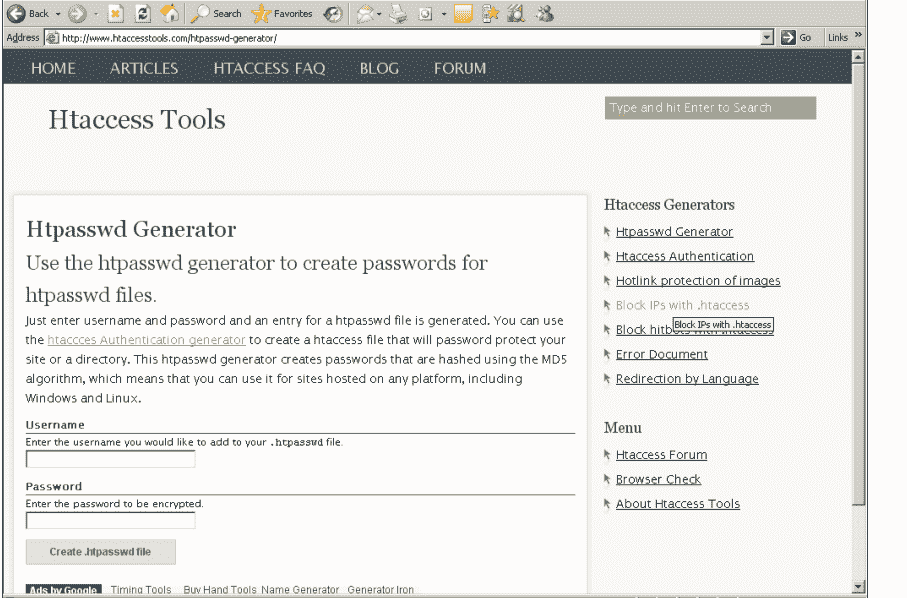 Back Search Favorites
Address http://www.htaccesstools.com/htpasswd-generator/ Go Links »
HOME ARTICLES HTACCESS FAQ BLOG FORUM
Type and hit Enter to Search
Htaccess Tools
Htpasswd Generator
Use the htpasswd generator to create passwords for
htpasswd files.
Just enter username and password and an entry for a htpasswd file is generated. You can use
the htaccces Authentication generator to create a htaccess file that will password protect your
site or a directory. This htpasswd generator creates passwords that are hashed using the MD5
algorithm, which means that you can use it for sites hosted on any platform, including
Windows and Linux.
Username
Enter the username you would like to add to your .htpasswd file.
Password
Enter the password to be encrypted.
Create .htpasswd file
Ads by Google Timing Tools Buy Hand Tools Name Generator Generator Iron
Htaccess Generators
Htpasswd Generator
Htaccess Authentication
Hotlink protection of images
Block IPs with .htaccess
Block IPs with .htaccess
Block hitb
Error Document
Redirection by Language
Menu
Htaccess Forum
Browser Check
About Htaccess Tools